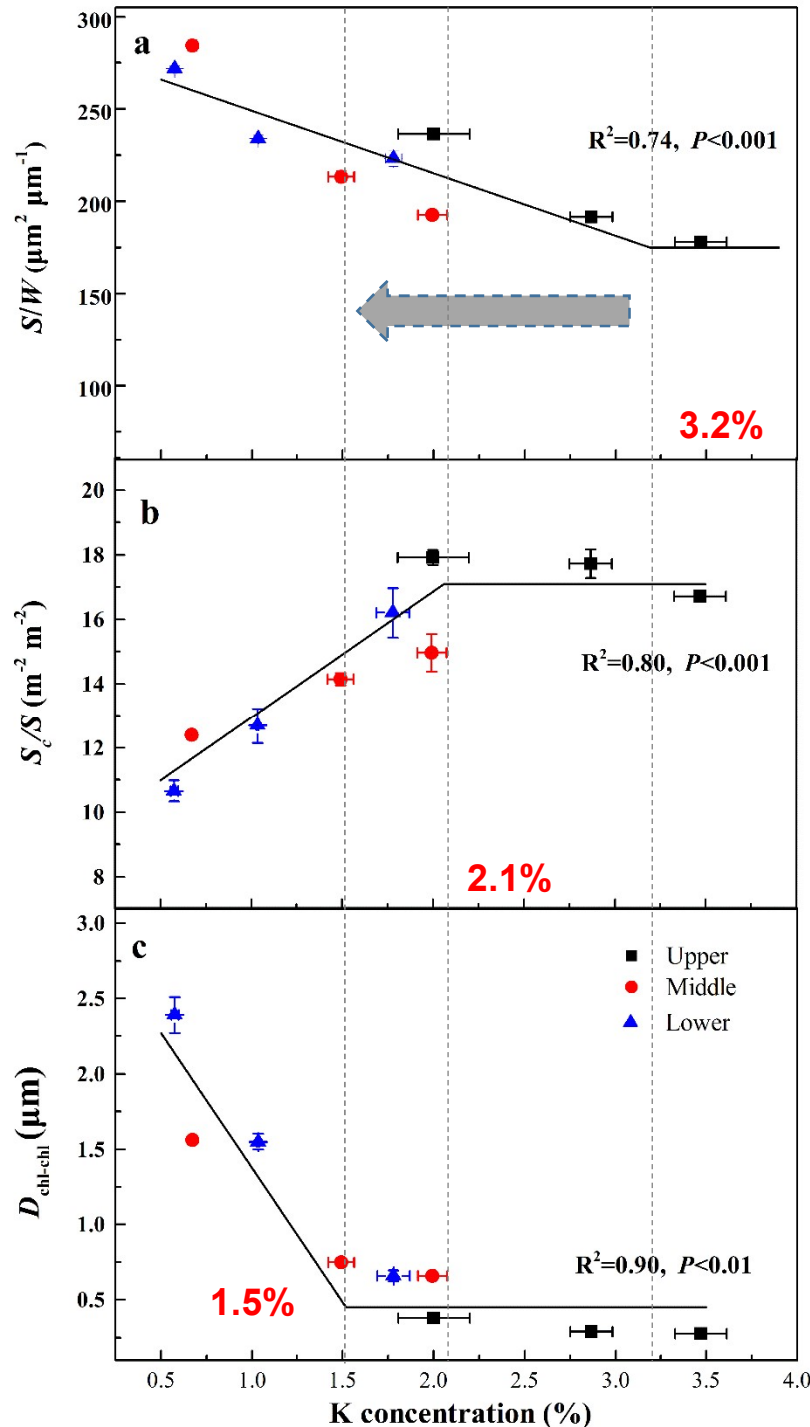 300
a
250
R²=0.74, P<0.001
200
150
100
S/W (μm² μm⁻¹)
3.2%
20
b
18
16
R²=0.80, P<0.001
14
12
10
8
Sc/S (m⁻² m⁻²)
2.1%
3.0
c
Upper
Middle
Lower
2.5
2.0
1.5
1.0
0.5
Dchl-chl (μm)
R²=0.90, P<0.01
1.5%
0.5 1.0 1.5 2.0 2.5 3.0 3.5 4.0
K concentration (%)